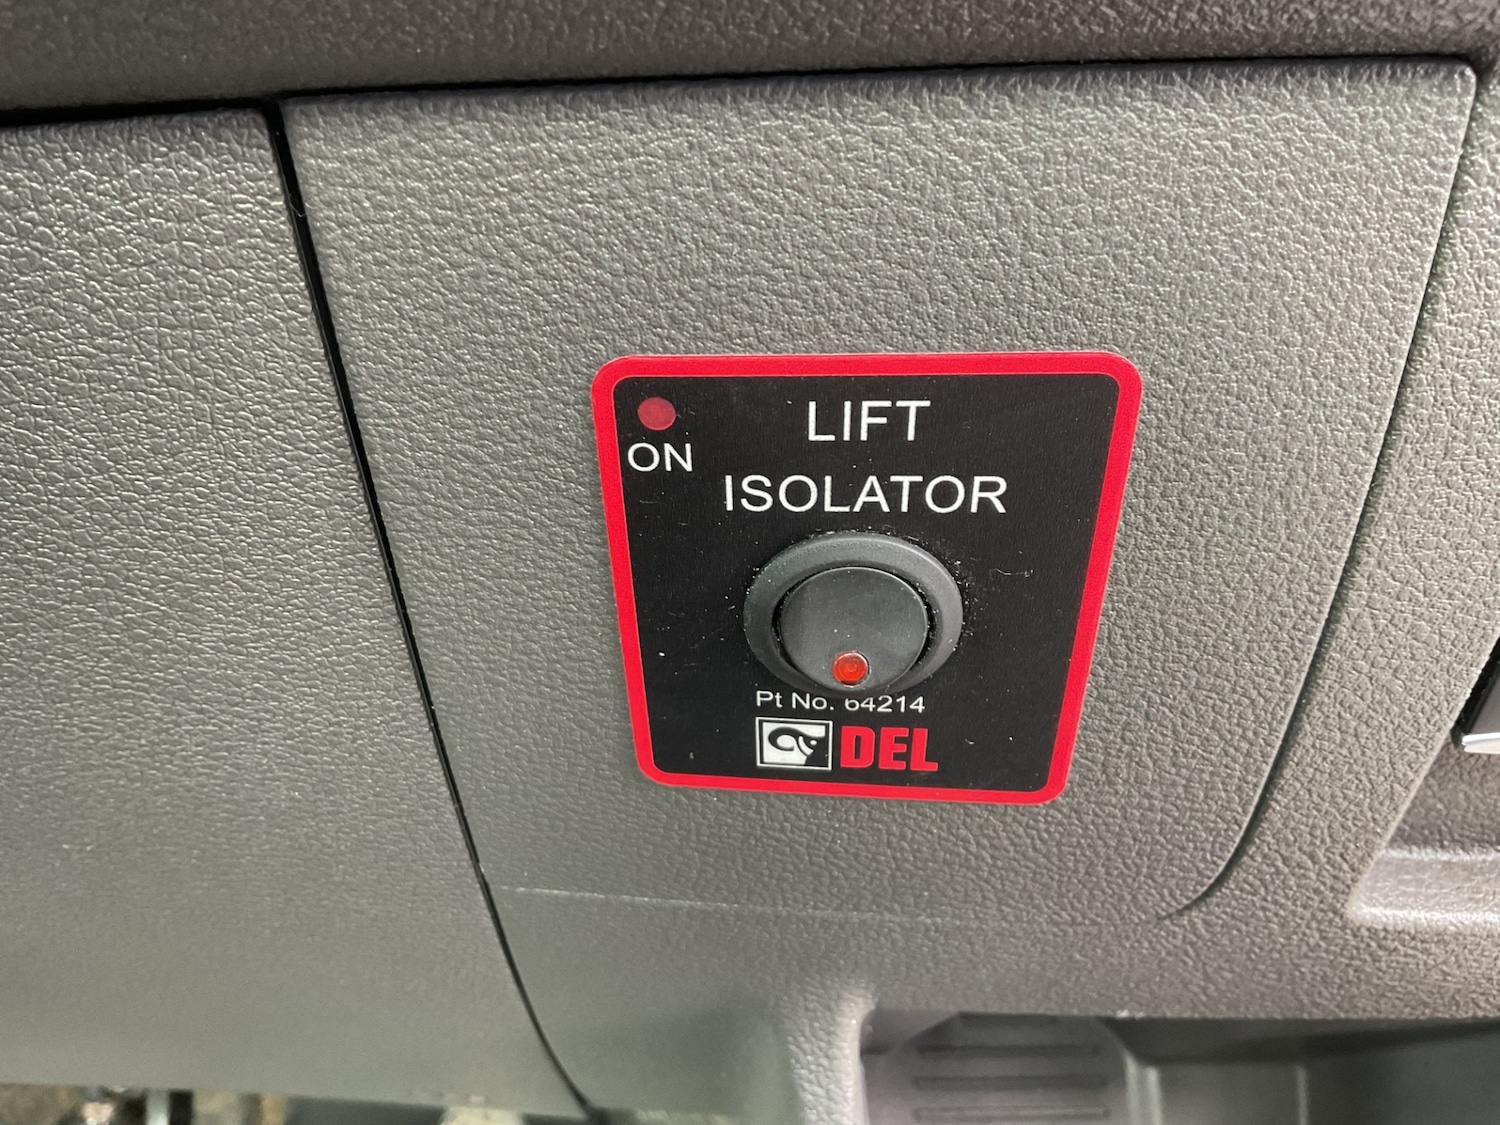 ON
LIFT
ISOLATOR
Pt No. 64214
DEL